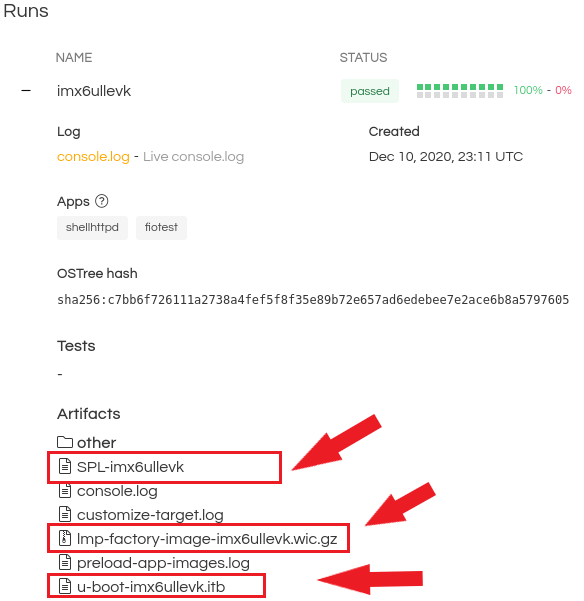 Runs
NAME STATUS
− imx6ullevk passed 100% - 0%
Log Created
console.log - Live console.log Dec 10, 2020, 23:11 UTC
Apps ?
shellhttpd fiotest
OSTree hash
sha256:c7bb6f726111a2738a4fef5f8f35e89b72e657ad6edebee7e2ace6b8a5797605
Tests
-
Artifacts
other
SPL-imx6ullevk
console.log
customize-target.log
lmp-factory-image-imx6ullevk.wic.gz
preload-app-images.log
u-boot-imx6ullevk.itb